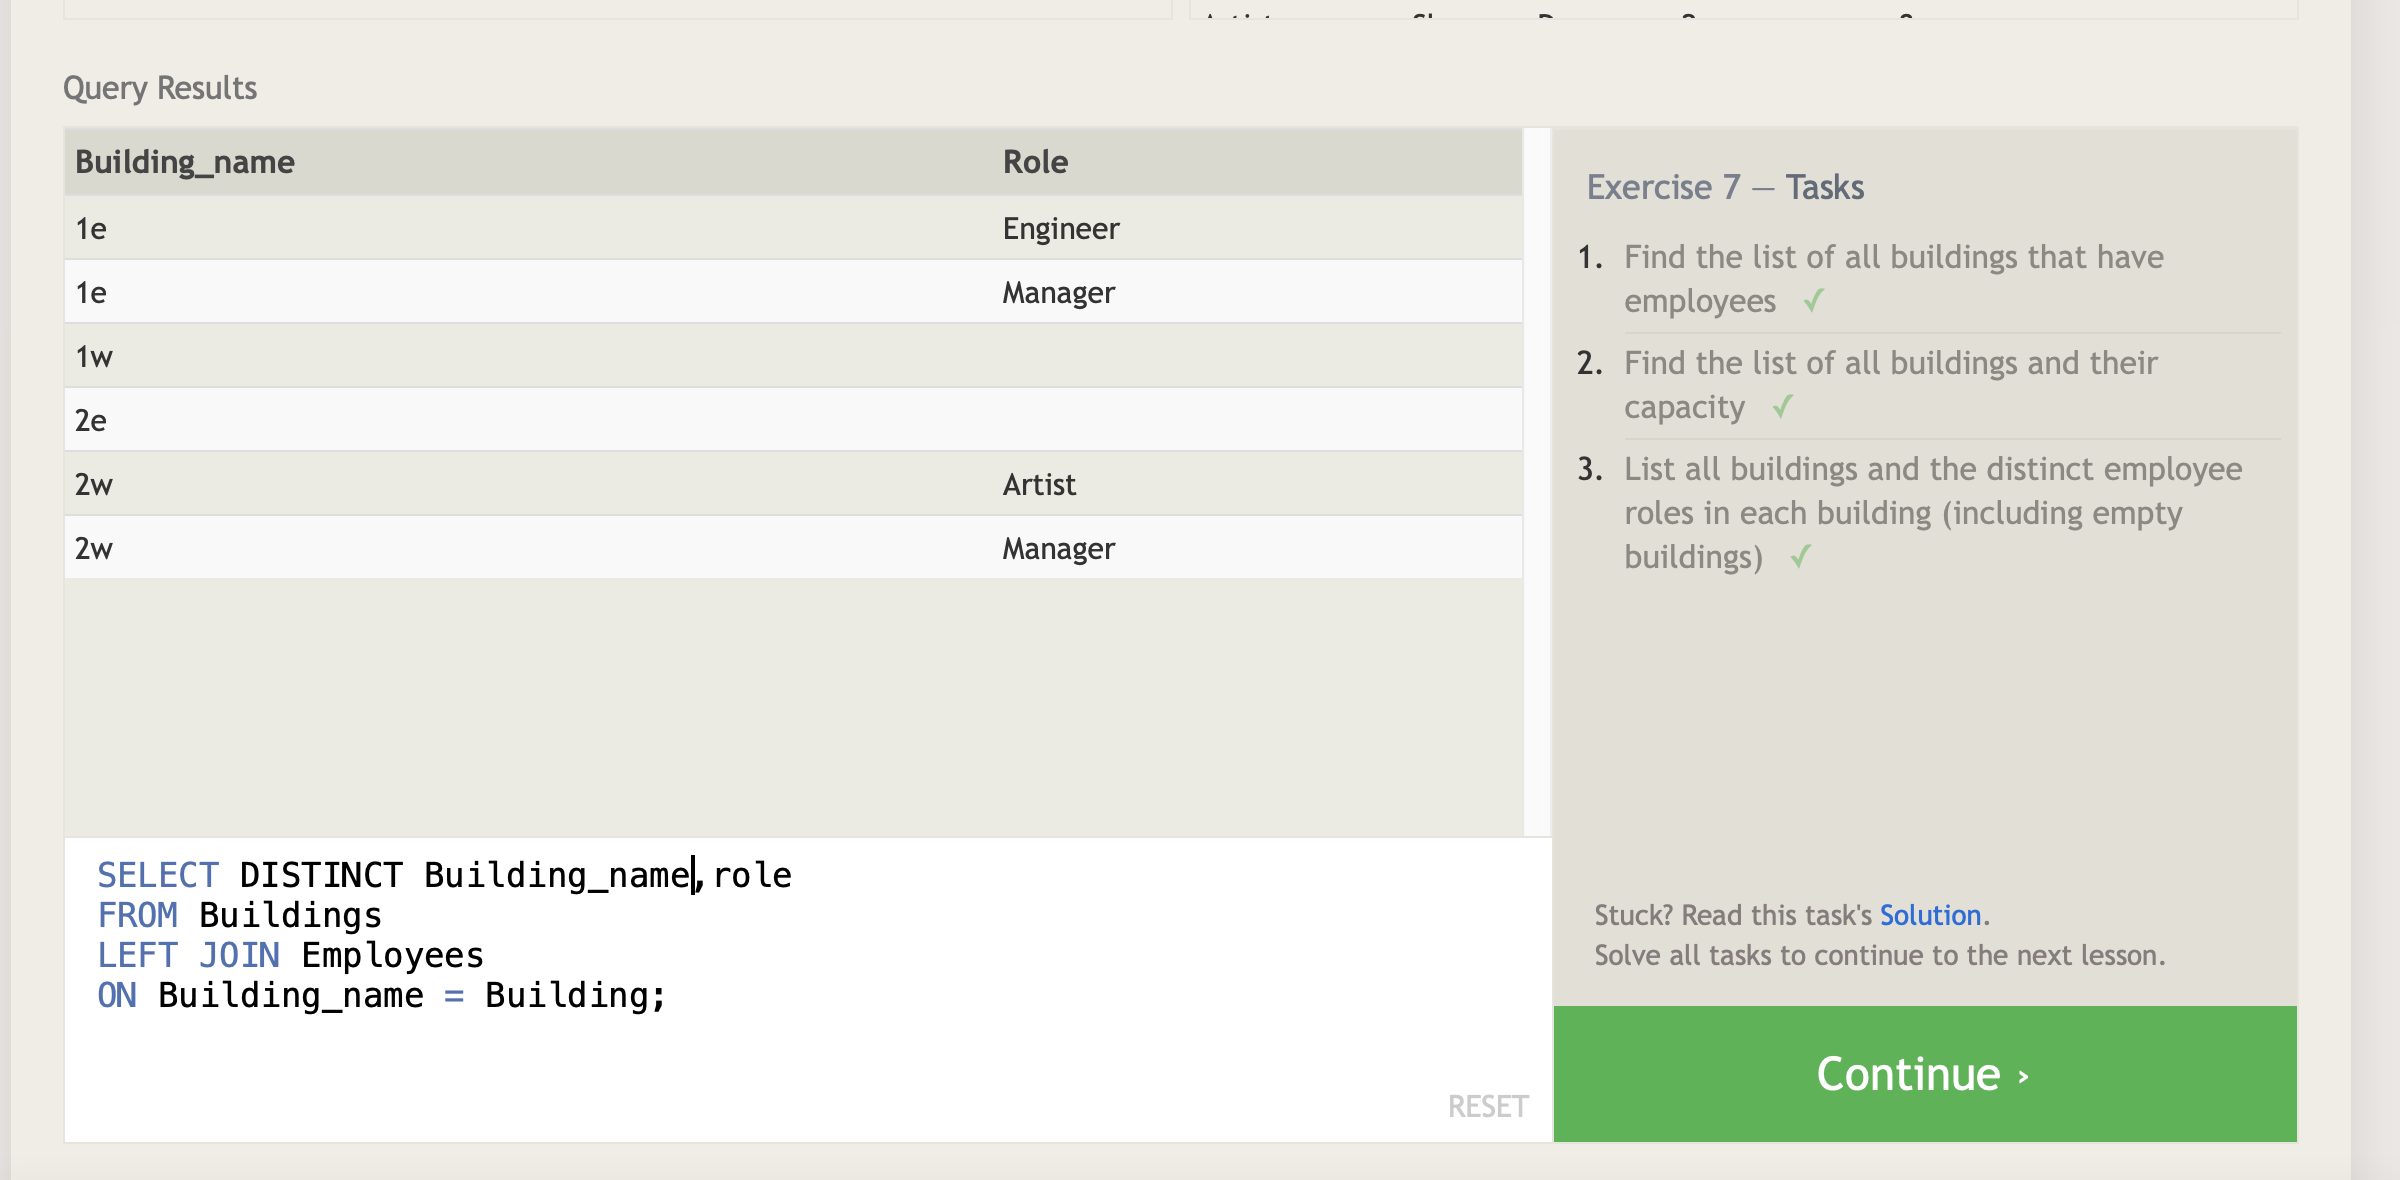 Query Results
Building_name Role
1e Engineer
1e Manager
1w
2e
2w Artist
2w Manager
SELECT DISTINCT Building_name,role
FROM Buildings
LEFT JOIN Employees
ON Building_name = Building;
RESET
Exercise 7 — Tasks
1. Find the list of all buildings that have
employees ✓
2. Find the list of all buildings and their
capacity ✓
3. List all buildings and the distinct employee
roles in each building (including empty
buildings) ✓
Stuck? Read this task's Solution.
Solve all tasks to continue to the next lesson.
Continue ›